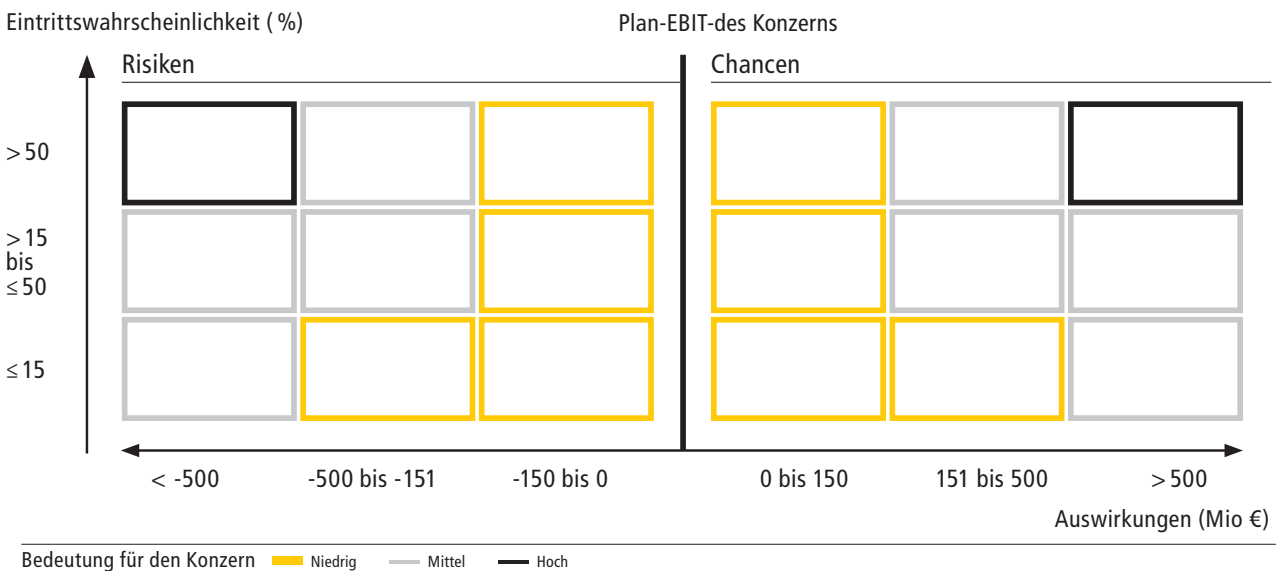 Eintrittswahrscheinlichkeit ( %)
Plan-EBIT-des Konzerns
Risiken
Chancen
> 50
> 15
bis
≤ 50
≤ 15
< -500
-500 bis -151
-150 bis 0
0 bis 150
151 bis 500
> 500
Auswirkungen (Mio €)
Bedeutung für den Konzern Niedrig Mittel Hoch